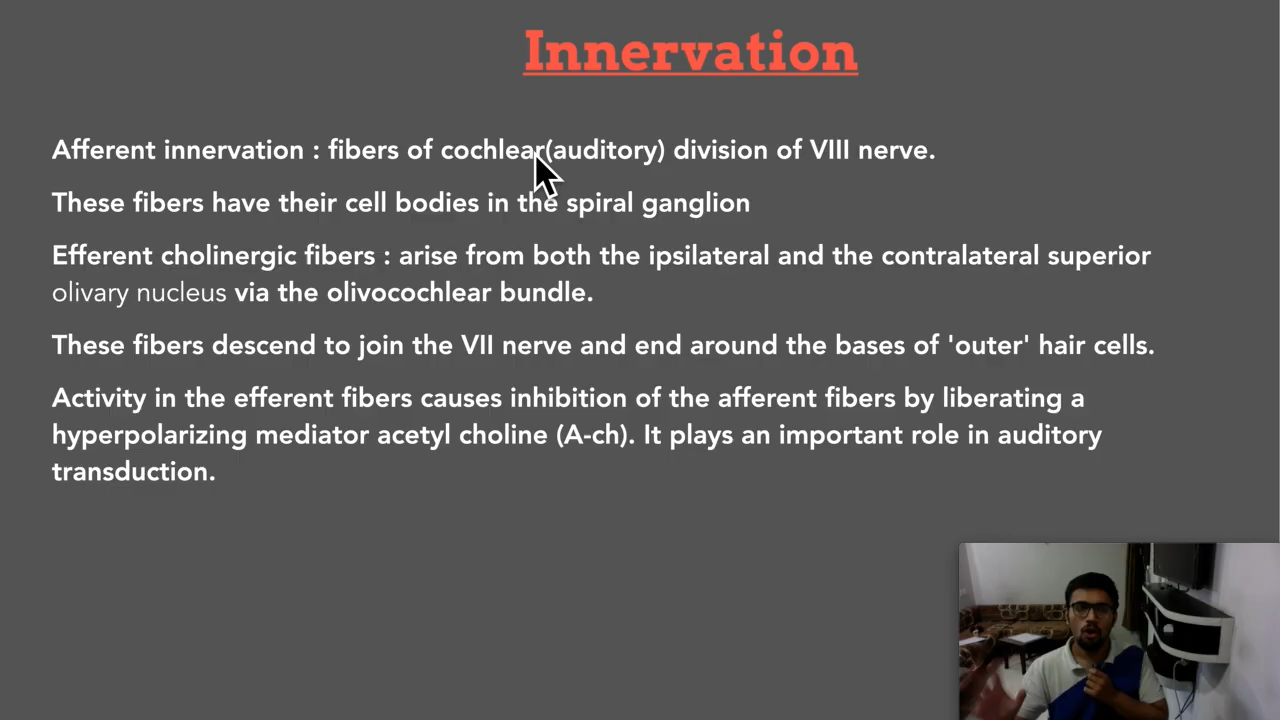 Innervation
Afferent innervation : fibers of cochlear(auditory) division of VIII nerve.
These fibers have their cell bodies in the spiral ganglion
Efferent cholinergic fibers : arise from both the ipsilateral and the contralateral superior
olivary nucleus via the olivocochlear bundle.
These fibers descend to join the VII nerve and end around the bases of 'outer' hair cells.
Activity in the efferent fibers causes inhibition of the afferent fibers by liberating a
hyperpolarizing mediator acetyl choline (A-ch). It plays an important role in auditory
transduction.